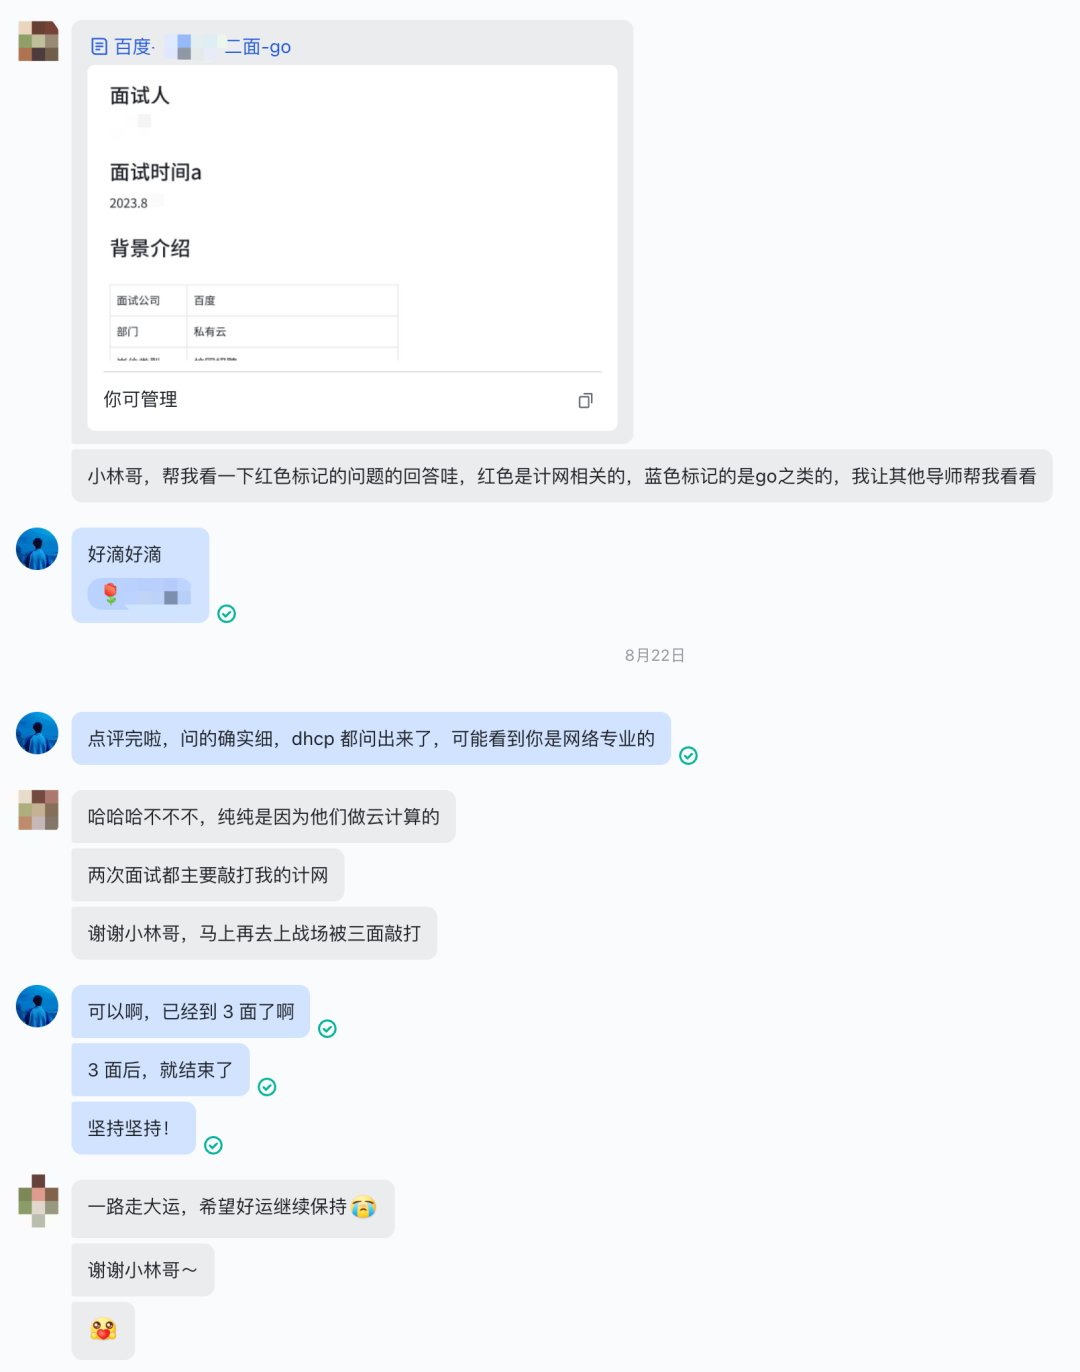 百度· 二面-go
面试人
面试时间a
2023.8
背景介绍
面试公司 百度
部门 私有云
你可管理
小林哥，帮我看一下红色标记的问题的回答哇，红色是计网相关的，蓝色标记的是go之类的，我让其他导师帮我看看
好滴好滴
8月22日
点评完啦，问的确实细，dhcp 都问出来了，可能看到你是网络专业的
哈哈哈不不不，纯纯是因为他们做云计算的
两次面试都主要敲打我的计网
谢谢小林哥，马上再去上战场被三面敲打
可以啊，已经到 3 面了啊
3 面后，就结束了
坚持坚持！
一路走大运，希望好运继续保持😭
谢谢小林哥～